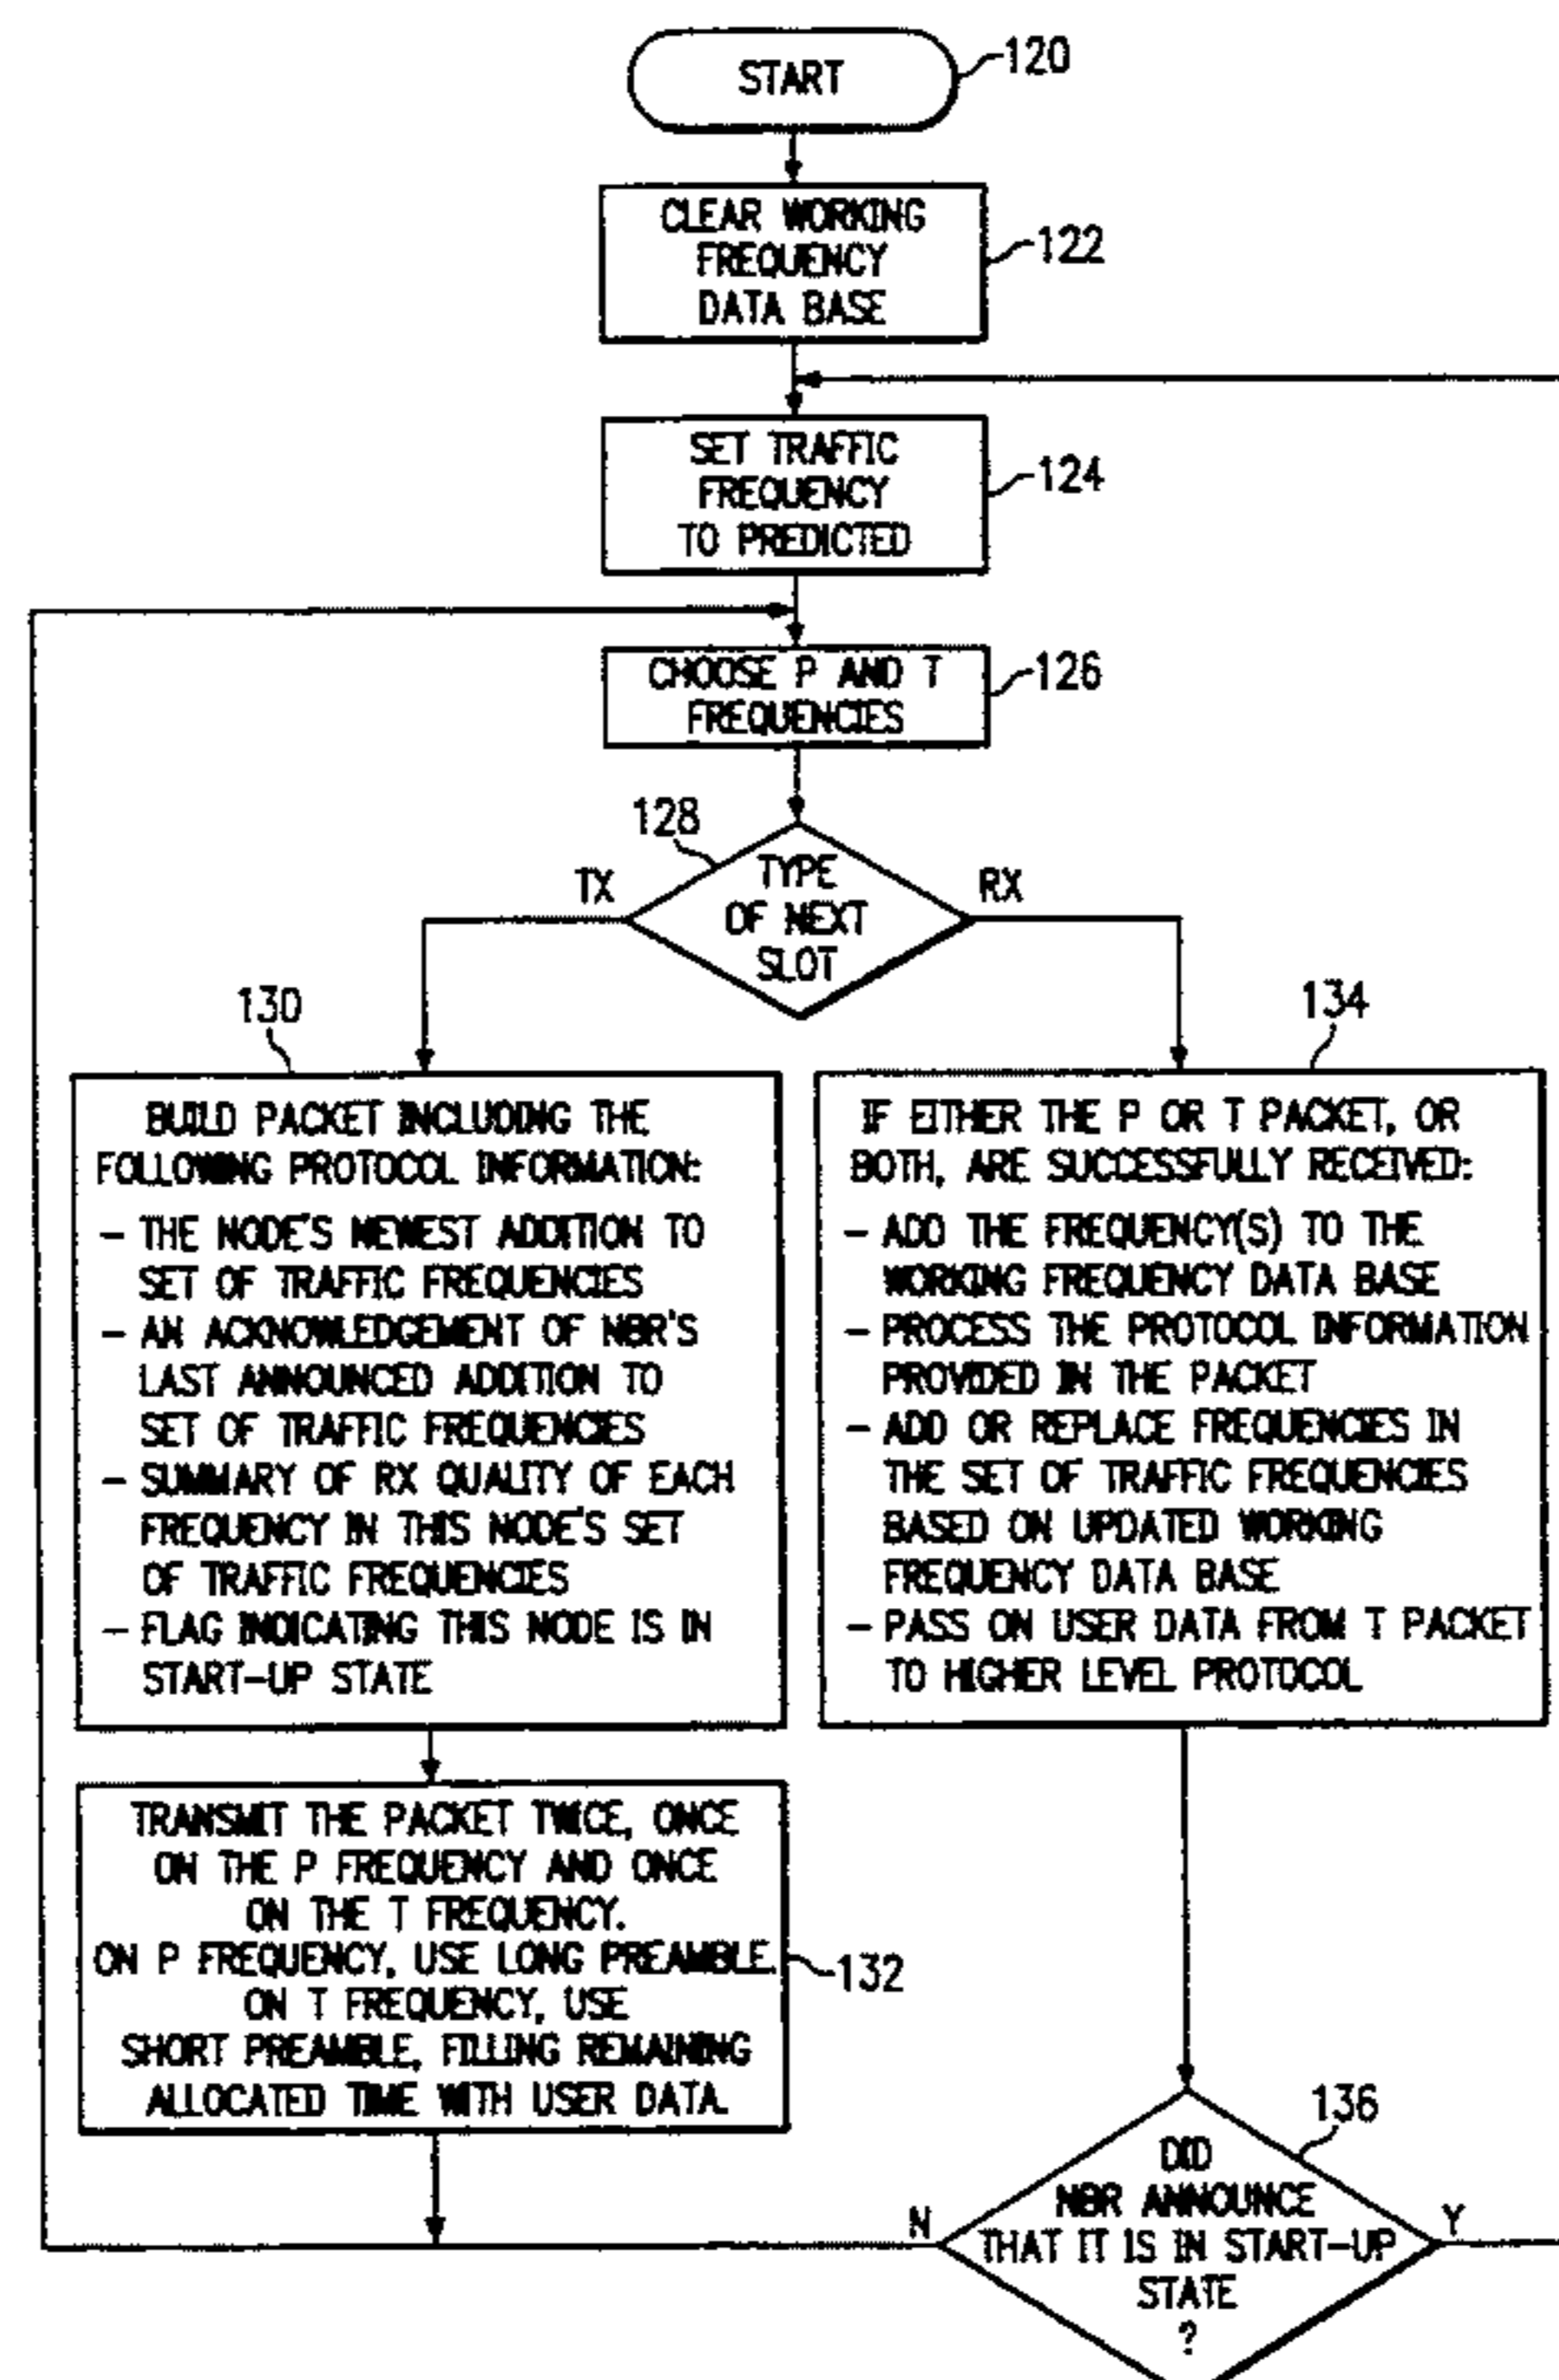 START
120
CLEAR WORKING
FREQUENCY
DATA BASE
122
SET TRAFFIC
FREQUENCY
TO PREDICTED
124
CHOOSE P AND T
FREQUENCIES
126
128
TX
TYPE
OF NEXT
SLOT
RX
130
BUILD PACKET INCLUDING THE
FOLLOWING PROTOCOL INFORMATION:
– THE NODE'S NEWEST ADDITION TO
SET OF TRAFFIC FREQUENCIES
– AN ACKNOWLEDGEMENT OF NBR'S
LAST ANNOUNCED ADDITION TO
SET OF TRAFFIC FREQUENCIES
– SUMMARY OF RX QUALITY OF EACH
FREQUENCY IN THIS NODE'S SET
OF TRAFFIC FREQUENCIES
– FLAG INDICATING THIS NODE IS IN
START-UP STATE
134
IF EITHER THE P OR T PACKET, OR
BOTH, ARE SUCCESSFULLY RECEIVED:
– ADD THE FREQUENCY(S) TO THE
WORKING FREQUENCY DATA BASE
– PROCESS THE PROTOCOL INFORMATION
PROVIDED IN THE PACKET
– ADD OR REPLACE FREQUENCIES IN
THE SET OF TRAFFIC FREQUENCIES
BASED ON UPDATED WORKING
FREQUENCY DATA BASE
– PASS ON USER DATA FROM T PACKET
TO HIGHER LEVEL PROTOCOL
TRANSMIT THE PACKET TWICE, ONCE
ON THE P FREQUENCY AND ONCE
ON THE T FREQUENCY.
ON P FREQUENCY, USE LONG PREAMBLE.
ON T FREQUENCY, USE
SHORT PREAMBLE, FILLING REMAINING
ALLOCATED TIME WITH USER DATA.
132
136
N
DID
NBR ANNOUNCE
THAT IT IS IN START-UP
STATE
?
Y